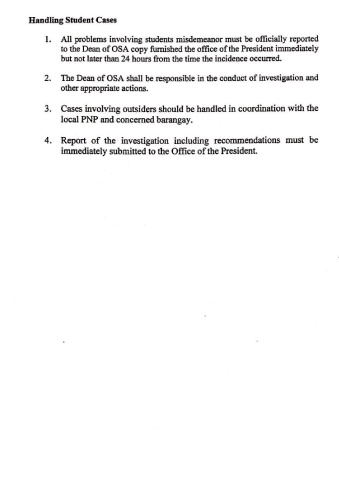 Handling Student Cases
1. All problems involving students misdemeanor must be officially reported
to the Dean of OSA copy furnished the office of the President immediately
but not later than 24 hours from the time the incidence occurred.
2. The Dean of OSA shall be responsible in the conduct of investigation and
other appropriate actions.
3. Cases involving outsiders should be handled in coordination with the
local PNP and concerned barangay.
4. Report of the investigation including recommendations must be
immediately submitted to the Office of the President.